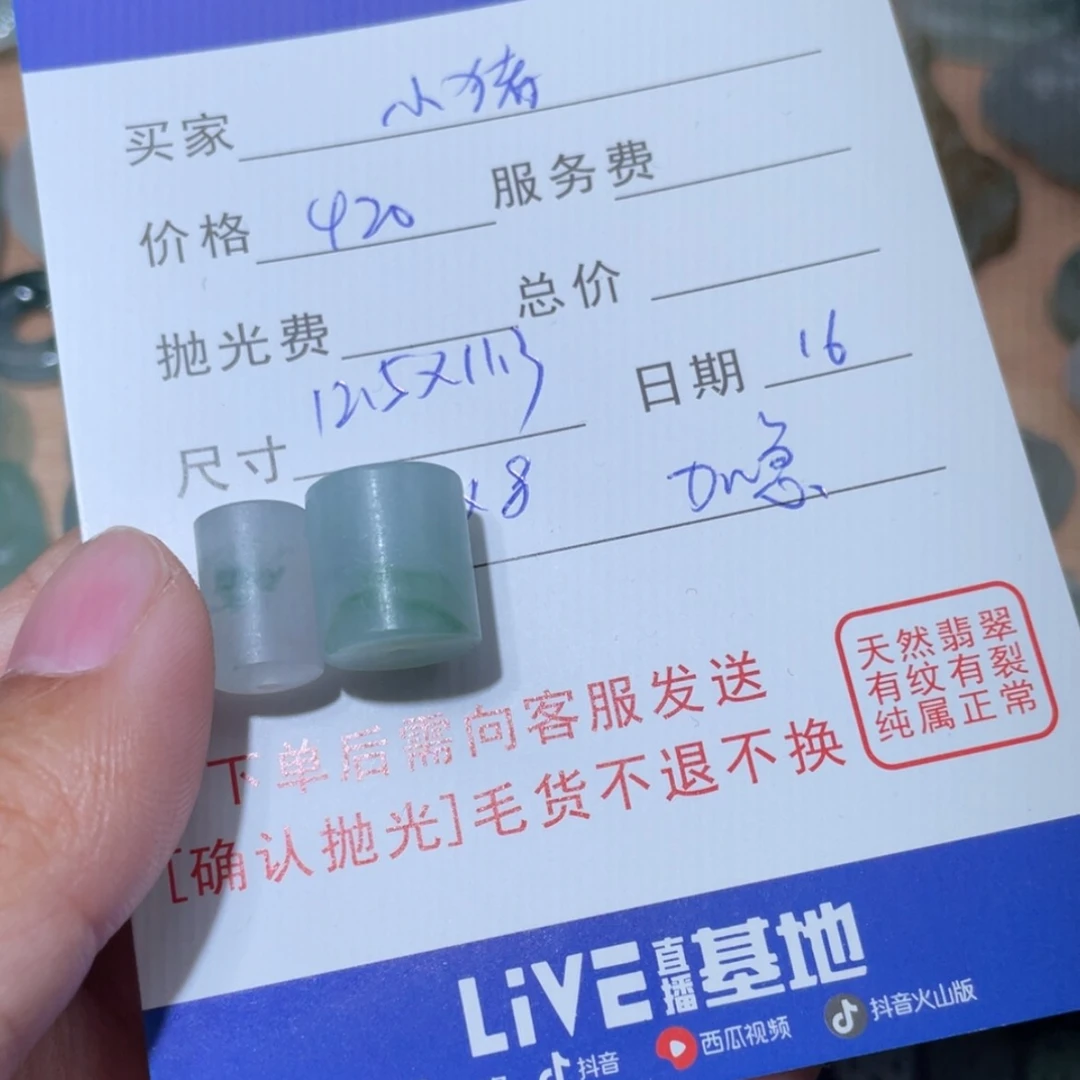 买家 小猪
价格 420 服务费
抛光费 总价
尺寸 12.5X11.3 日期 16
x8 加急
下单后需向客服发送
[确认抛光]毛货不退不换
天然翡翠
有纹有裂
纯属正常
LiVE直播基地
抖音 西瓜视频 抖音火山版